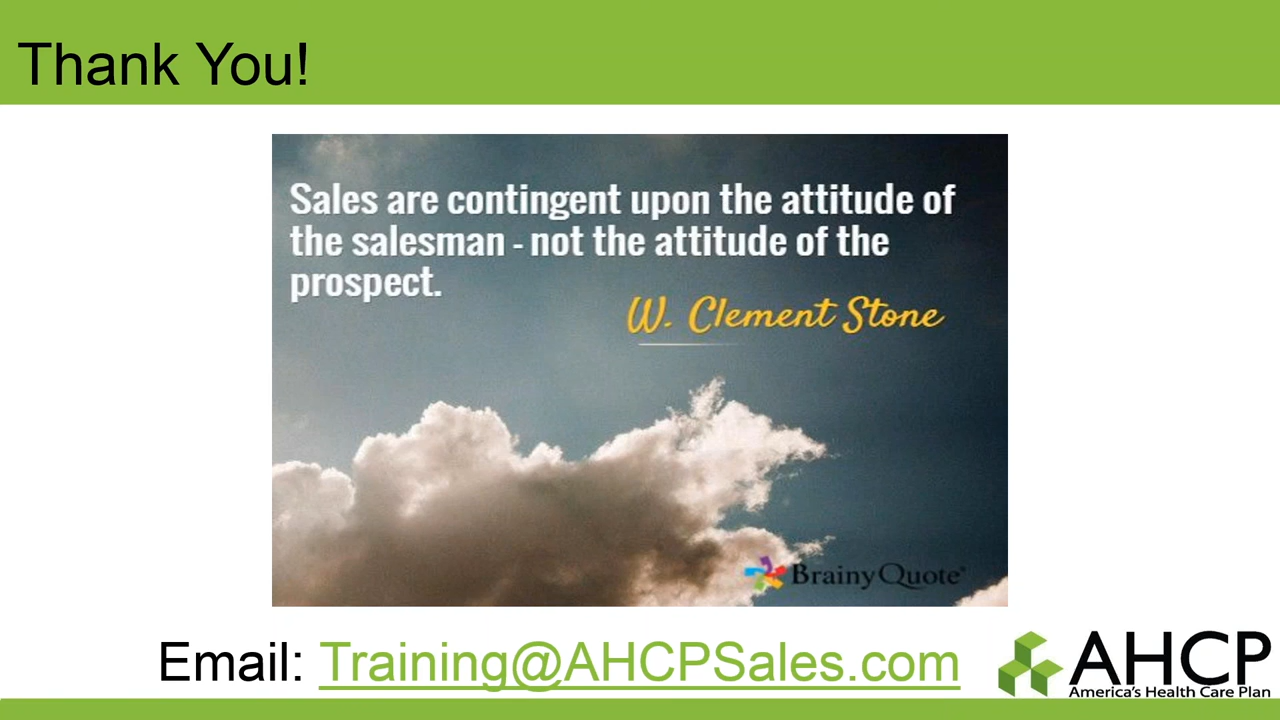 Thank You!
Sales are contingent upon the attitude of
the salesman - not the attitude of the
prospect.
W. Clement Stone
BrainyQuote®
Email: Training@AHCPSales.com
AHCP
America's Health Care Plan